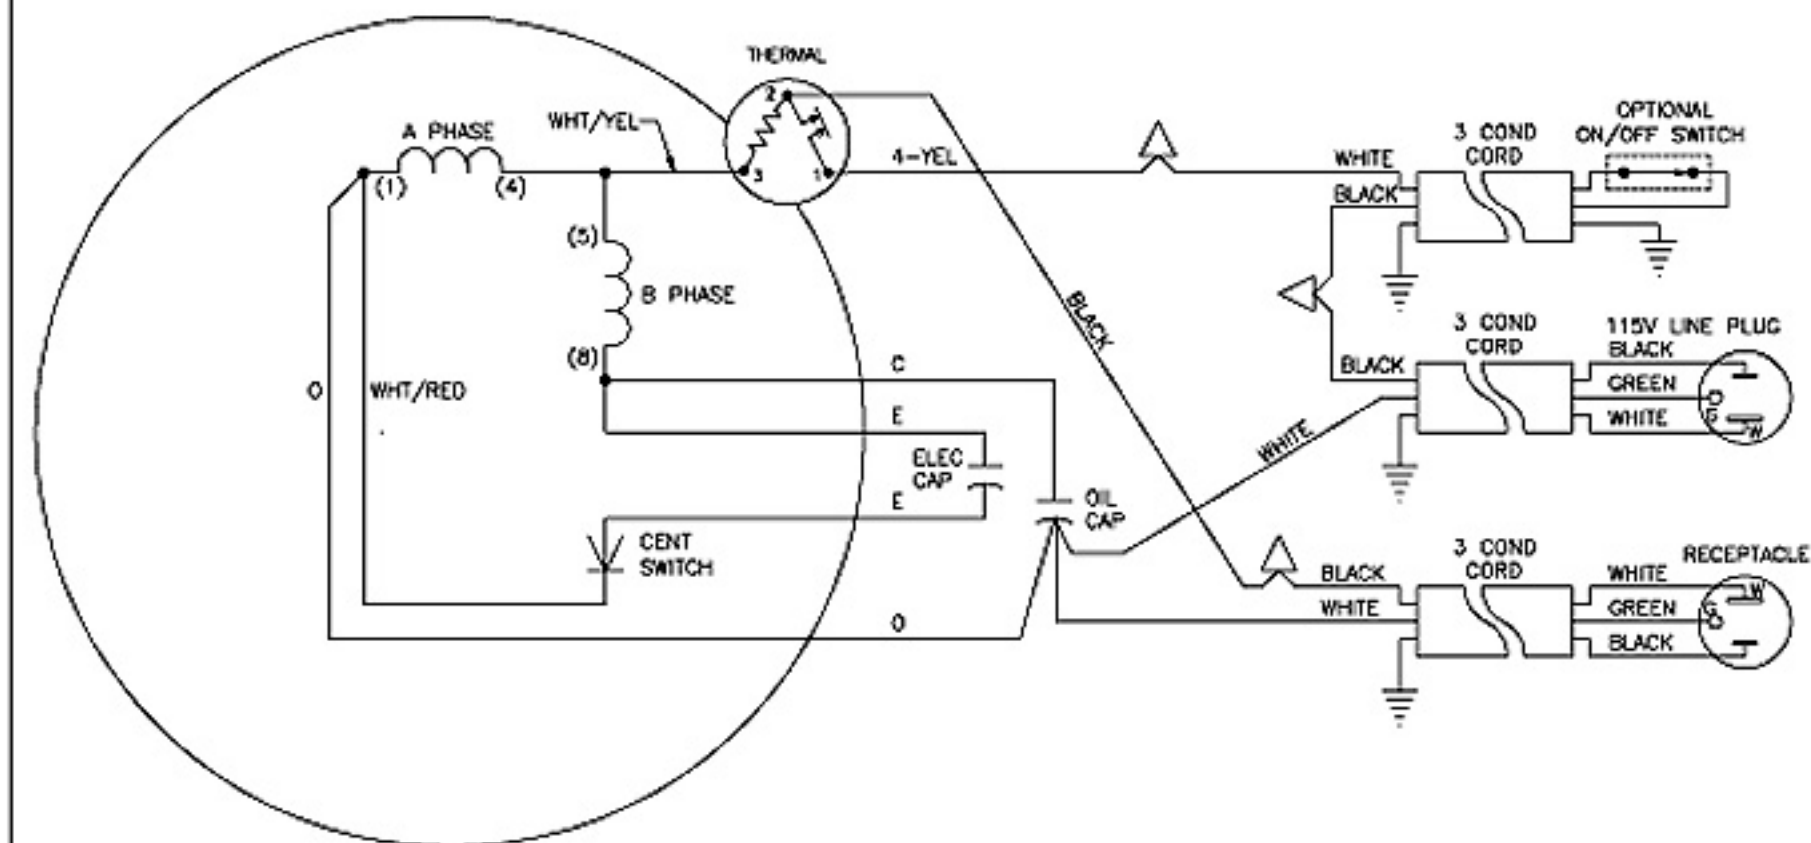 THERMAL
2
3
1
A PHASE
(1)
(4)
WHT/YEL
4-YEL
(5)
B PHASE
(8)
O
WHT/RED
C
E
ELEC
CAP
E
OIL
CAP
CENT
SWITCH
O
BLACK
WHITE
WHITE
BLACK
3 COND
CORD
OPTIONAL
ON/OFF SWITCH
BLACK
3 COND
CORD
115V LINE PLUG
BLACK
GREEN
WHITE
G
W
BLACK
WHITE
3 COND
CORD
RECEPTACLE
WHITE
GREEN
BLACK
W
G